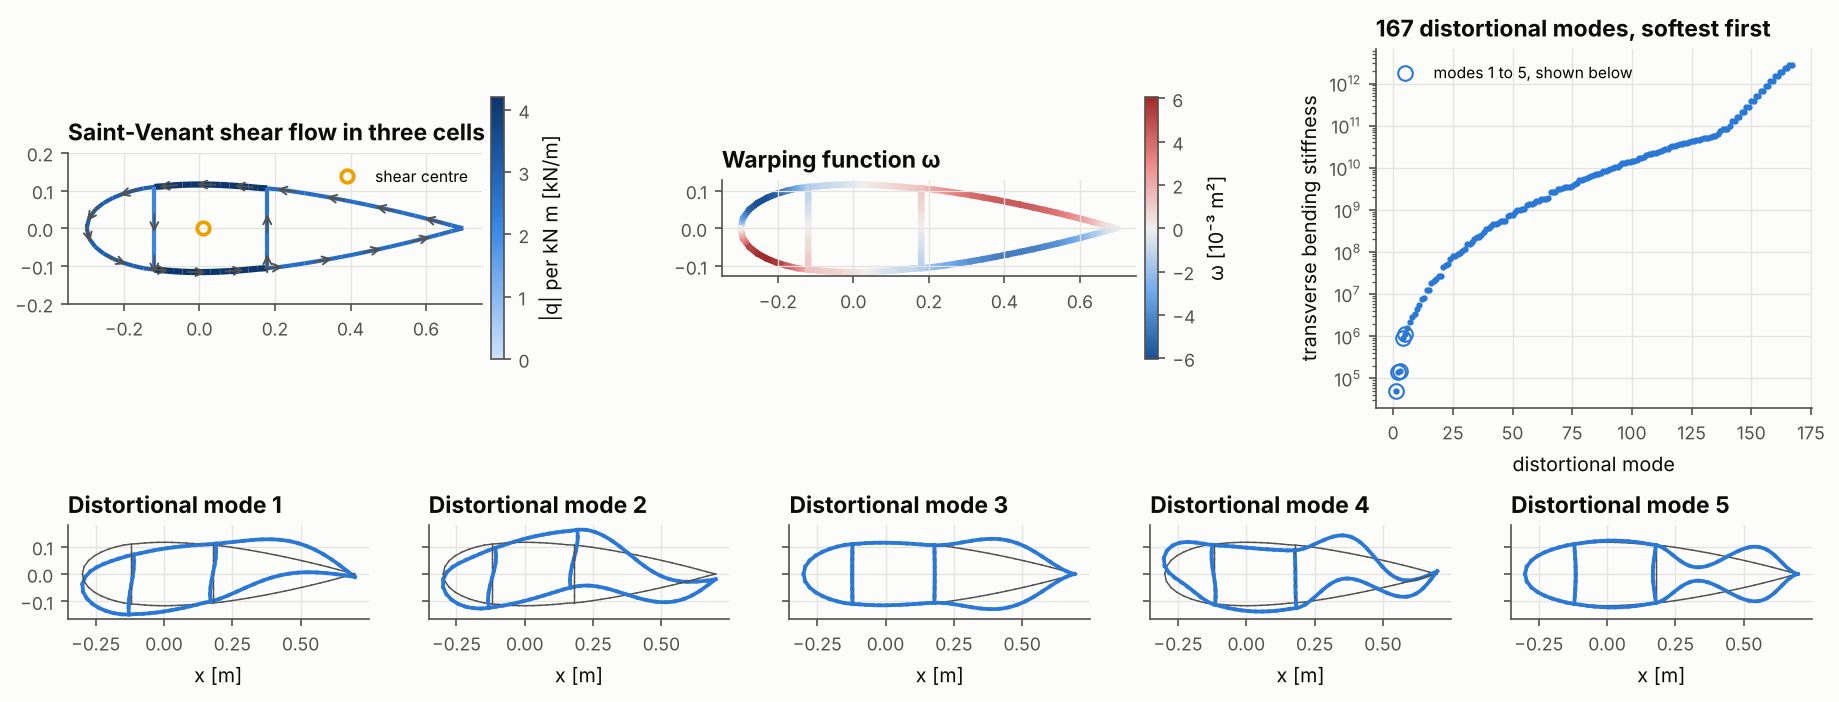 167 distortional modes, softest first
modes 1 to 5, shown below
10¹²
10¹¹
10¹⁰
10⁹
10⁸
10⁷
10⁶
10⁵
transverse bending stiffness
0 25 50 75 100 125 150 175
distortional mode
Saint-Venant shear flow in three cells
shear centre
0.2
0.1
0.0
−0.1
−0.2
−0.2 0.0 0.2 0.4 0.6
4
3
2
1
0
|q| per kN m [kN/m]
Warping function ω
0.1
0.0
−0.1
−0.2 0.0 0.2 0.4 0.6
6
4
2
0
−2
−4
−6
ω [10⁻³ m²]
Distortional mode 1
0.1
0.0
−0.1
−0.25 0.00 0.25 0.50
x [m]
Distortional mode 2
−0.25 0.00 0.25 0.50
x [m]
Distortional mode 3
−0.25 0.00 0.25 0.50
x [m]
Distortional mode 4
−0.25 0.00 0.25 0.50
x [m]
Distortional mode 5
−0.25 0.00 0.25 0.50
x [m]